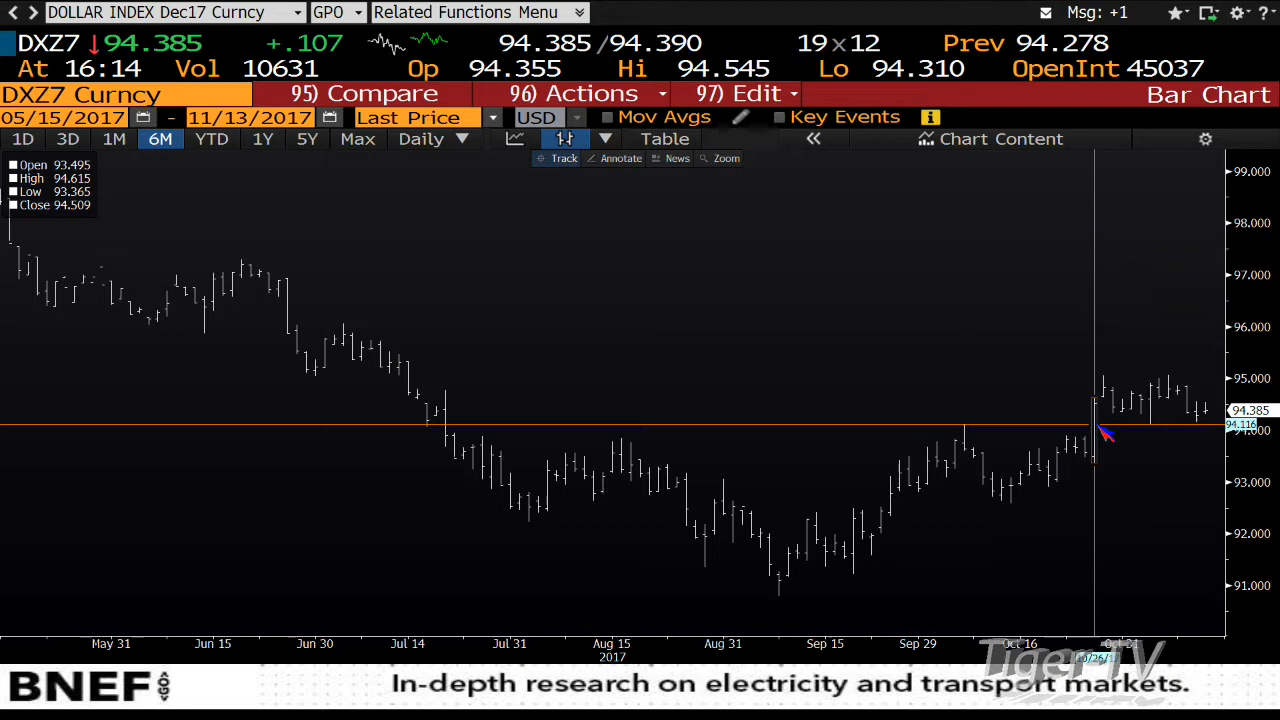 DOLLAR INDEX Dec17 Curncy GPO Related Functions Menu Msg: +1
DXZ7 94.385 +.107 94.385/94.390 19x12 Prev 94.278
At 16:14 Vol 10631 Op 94.355 Hi 94.545 Lo 94.310 OpenInt 45037
DXZ7 Curncy 95) Compare 96) Actions 97) Edit Bar Chart
05/15/2017 - 11/13/2017 Last Price USD Mov Avgs Key Events
1D 3D 1M 6M YTD 1Y 5Y Max Daily Table Chart Content
Track Annotate News Zoom
Open 93.495
High 94.615
Low 93.365
Close 94.509
99.000
98.000
97.000
96.000
95.000
94.385
94.116
94.000
93.000
92.000
91.000
May 31 Jun 15 Jun 30 Jul 14 Jul 31 Aug 15 Aug 31 Sep 15 Sep 29 Oct 16 Oct 31
2017 10/26/17
TigerTV
BNEF <GO> In-depth research on electricity and transport markets.